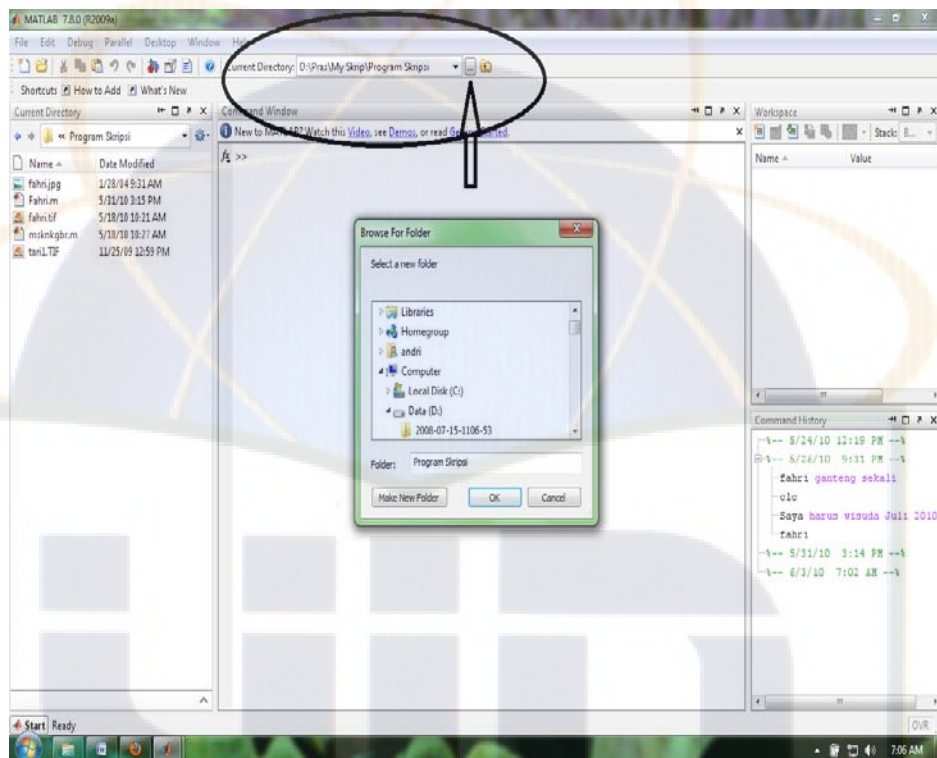 MATLAB 7.8.0 (R2009a)
File Edit Debug Parallel Desktop Window Help
Current Directory: D:\Pras\My Skrip\Program Skripsi
Shortcuts How to Add What's New
Current Directory
« Program Skripsi
Name Date Modified
fahri.jpg 1/28/04 9:31 AM
Fahri.m 5/31/10 3:15 PM
fahri.tif 5/18/10 10:21 AM
msknkgbr.m 5/18/10 10:27 AM
tari1.TIF 11/25/09 12:59 PM
Command Window
New to MATLAB? Watch this Video, see Demos, or read Getting Started.
fx >>
Browse For Folder
Select a new folder
Libraries
Homegroup
andri
Computer
Local Disk (C:)
Data (D:)
2008-07-15-1106-53
Folder: Program Skripsi
Make New Folder OK Cancel
Workspace
Stack: B...
Name Value
Command History
%-- 5/24/10 12:19 PM --%
%-- 5/26/10 9:31 PM --%
fahri ganteng sekali
clc
Saya harus wisuda Juli 2010
fahri
%-- 5/31/10 3:14 PM --%
%-- 6/3/10 7:02 AM --%
Start Ready
OVR
7:06 AM